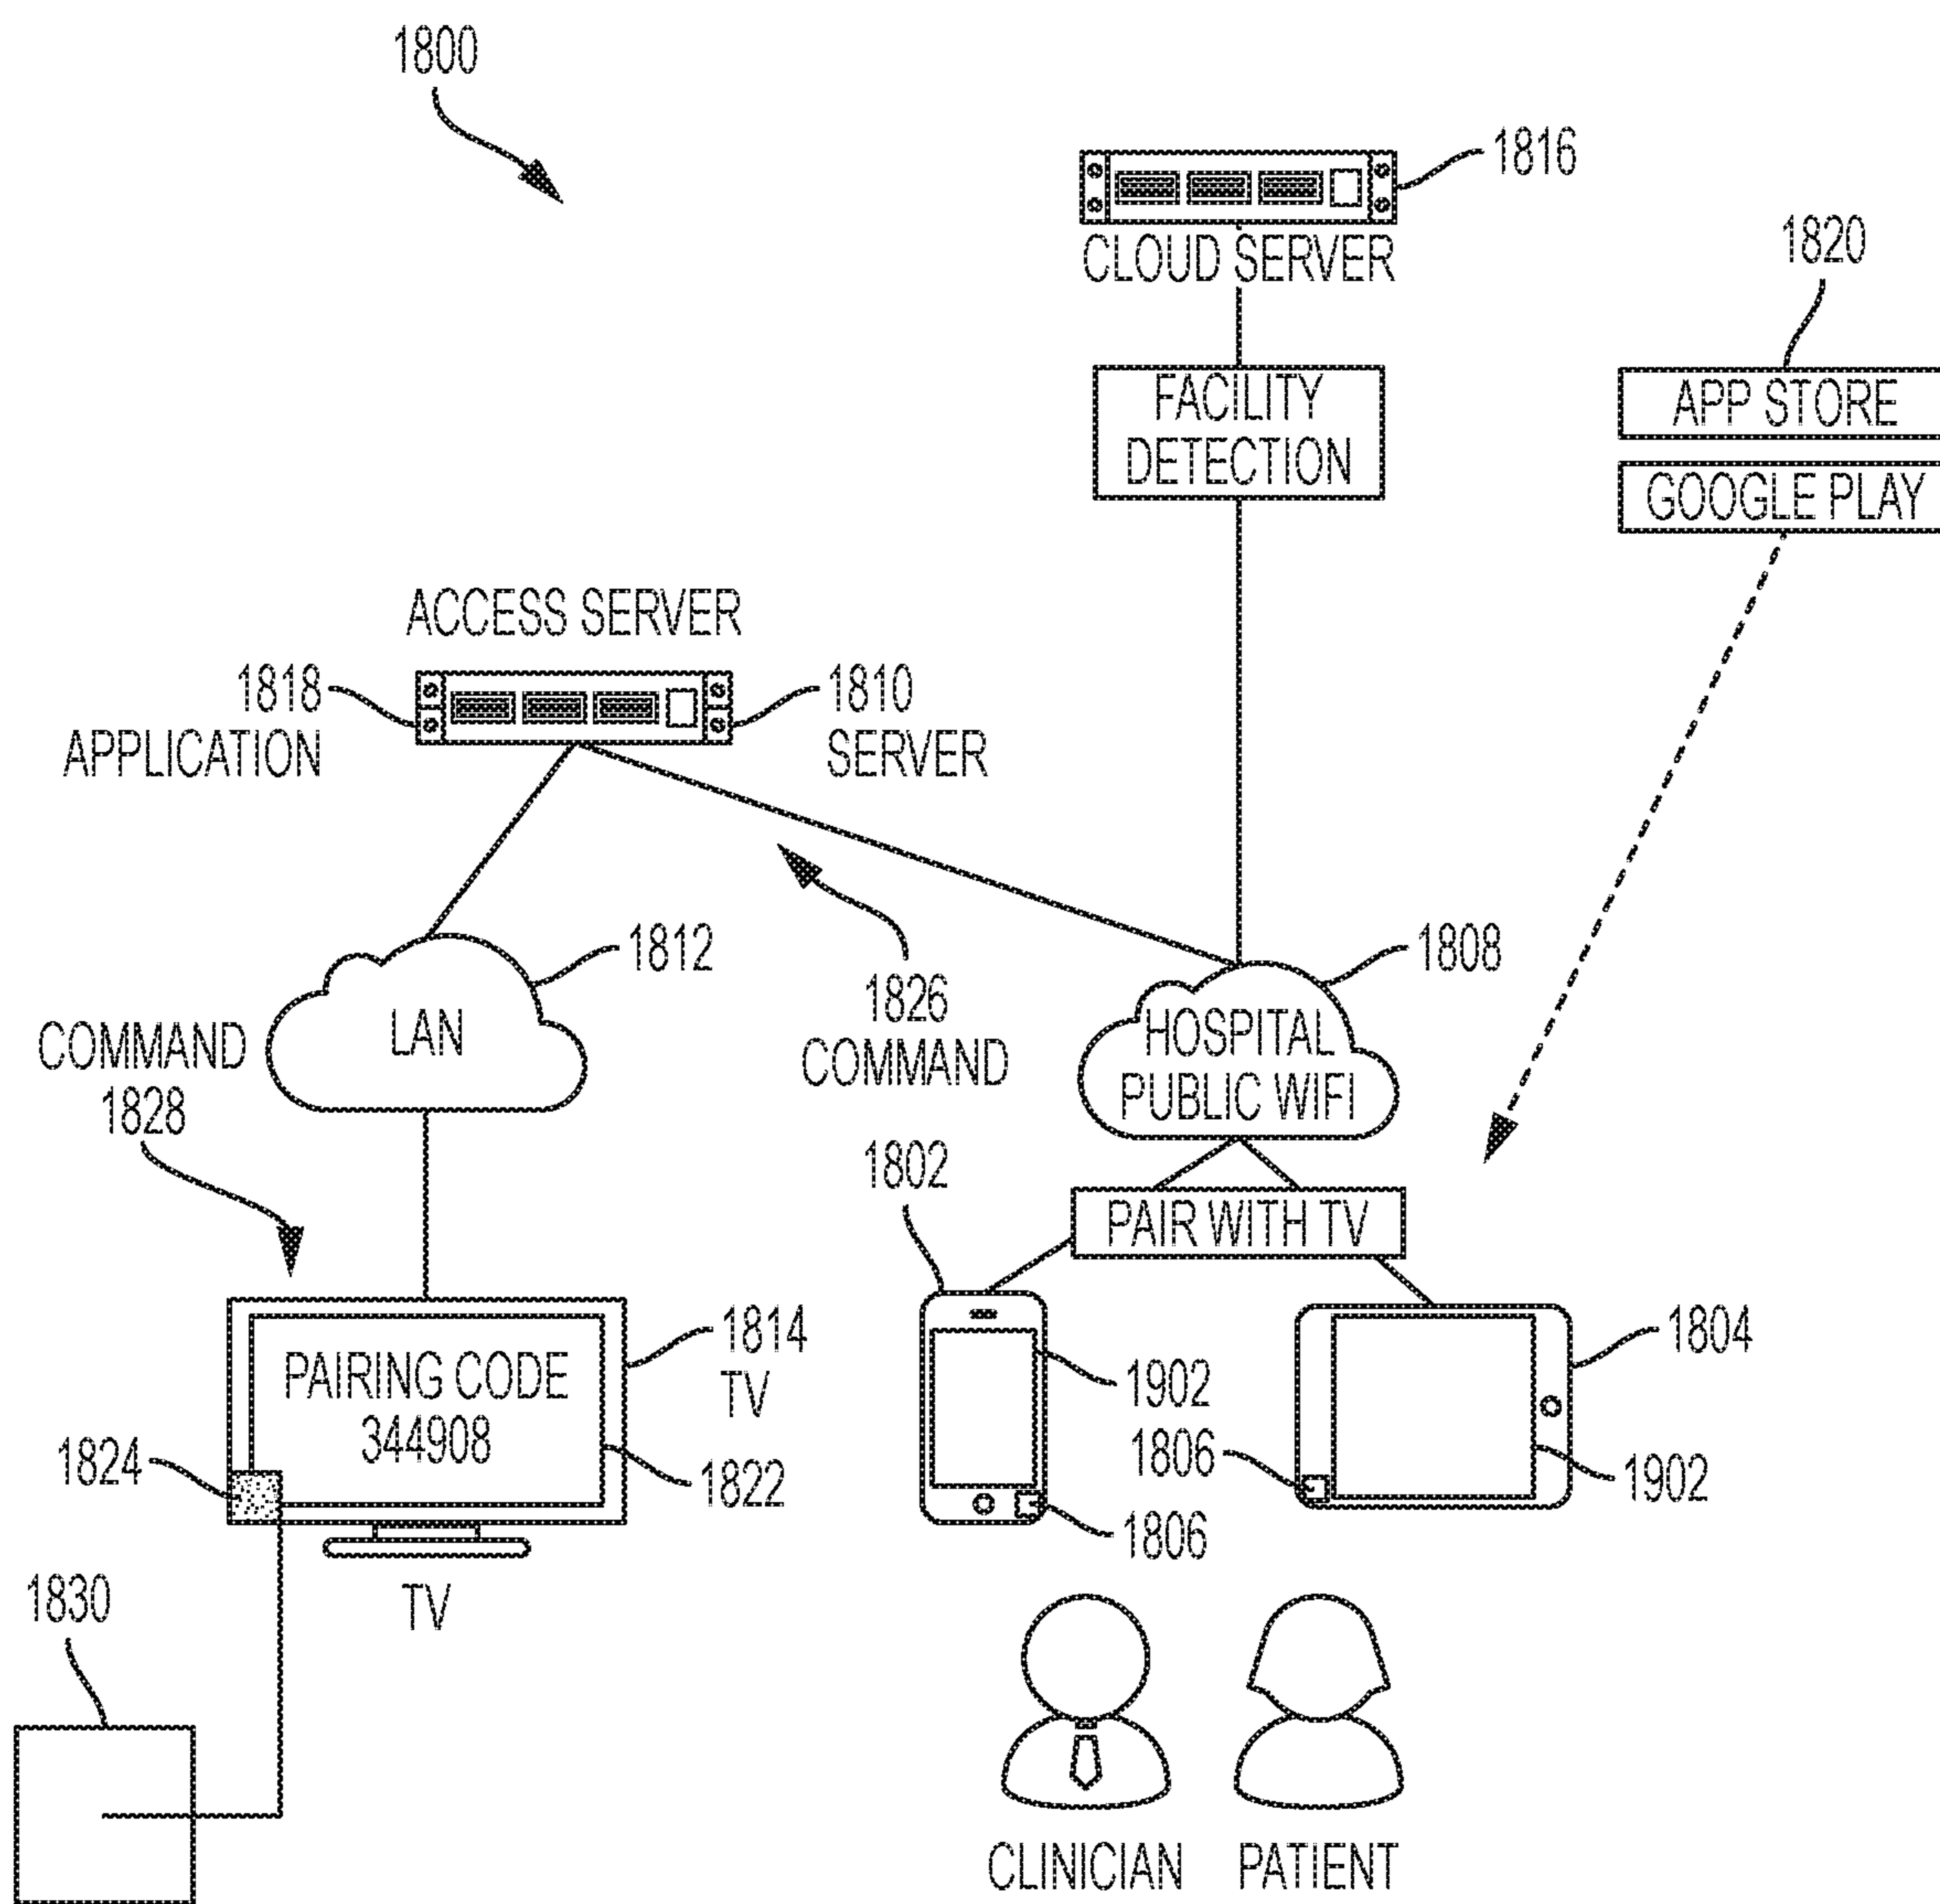 1800
1816
CLOUD SERVER
1820
FACILITY
DETECTION
APP STORE
GOOGLE PLAY
ACCESS SERVER
1818
APPLICATION
1810
SERVER
1812
1808
LAN
1826
COMMAND
HOSPITAL
PUBLIC WIFI
COMMAND
1828
1802
PAIR WITH TV
1814
TV
1804
PAIRING CODE
344908
1902
1824
1822
1806
1902
1806
TV
1830
CLINICIAN
PATIENT